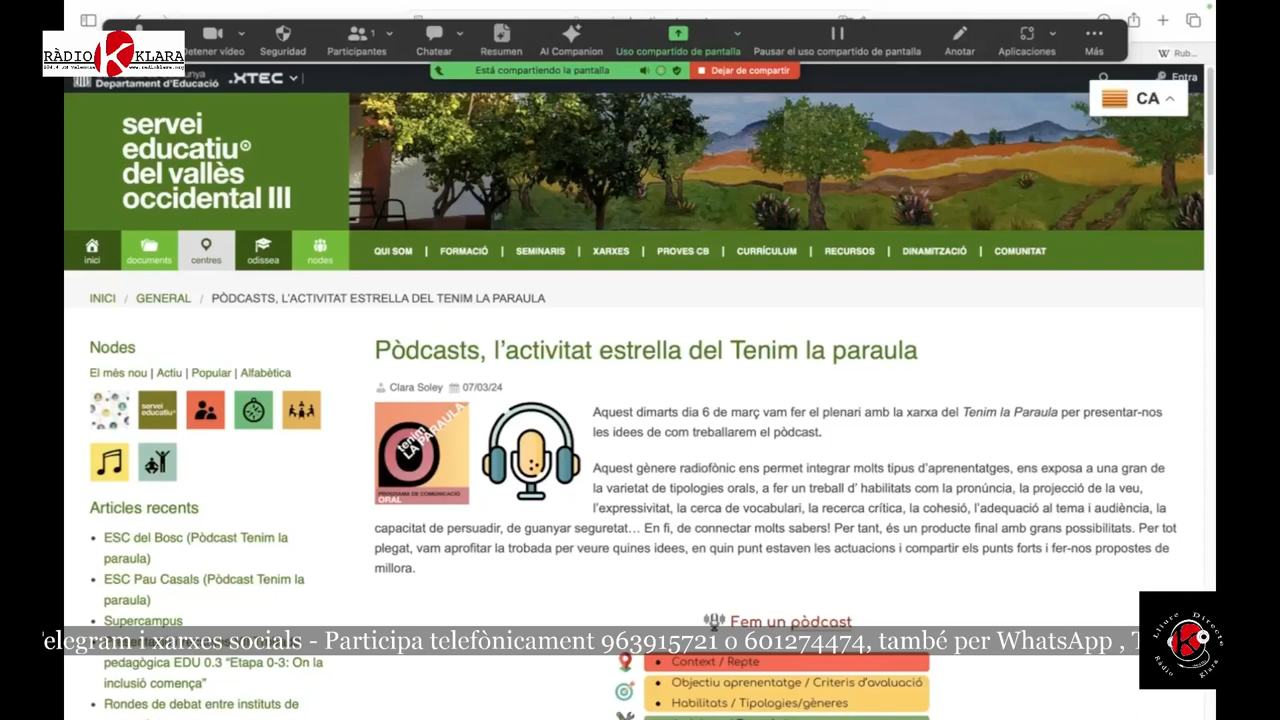 RÀDIO KLARA
104.4 FM Valencia www.radioklara.org
Detener vídeo
Seguridad
Participantes
1
Chatear
Resumen
AI Companion
Uso compartido de pantalla
Pausar el uso compartido de pantalla
Anotar
Aplicaciones
Más
Está compartiendo la pantalla
Dejar de compartir
W Rub...
Departament d'Educació
XTEC
Entra
CA
servei
educatiu
del vallès
occidental III
inici
documents
centres
odissea
nodes
QUI SOM | FORMACIÓ | SEMINARIS | XARXES | PROVES CB | CURRÍCULUM | RECURSOS | DINAMITZACIÓ | COMUNITAT
INICI / GENERAL / PÒDCASTS, L'ACTIVITAT ESTRELLA DEL TENIM LA PARAULA
Nodes
El més nou | Actiu | Popular | Alfabètica
servei educatiu
Articles recents
ESC del Bosc (Pòdcast Tenim la
paraula)
ESC Pau Casals (Pòdcast Tenim la
paraula)
Supercampus
pedagògica EDU 0.3 "Etapa 0-3: On la
inclusió comença"
Rondes de debat entre instituts de
Pòdcasts, l'activitat estrella del Tenim la paraula
Clara Soley 07/03/24
tenim
LA PARAULA
PROGRAMA DE COMUNICACIÓ
ORAL
Aquest dimarts dia 6 de març vam fer el plenari amb la xarxa del Tenim la Paraula per presentar-nos
les idees de com treballarem el pòdcast.
Aquest gènere radiofònic ens permet integrar molts tipus d'aprenentatges, ens exposa a una gran de
la varietat de tipologies orals, a fer un treball d' habilitats com la pronúncia, la projecció de la veu,
l'expressivitat, la cerca de vocabulari, la recerca crítica, la cohesió, l'adequació al tema i audiència, la
capacitat de persuadir, de guanyar seguretat… En fi, de connectar molts sabers! Per tant, és un producte final amb grans possibilitats. Per tot
plegat, vam aprofitar la trobada per veure quines idees, en quin punt estaven les actuacions i compartir els punts forts i fer-nos propostes de
millora.
Fem un pòdcast
Context / Repte
Objectiu aprenentatge / Criteris d'avaluació
Habilitats / Tipologies/gèneres
Telegram i xarxes socials - Participa telefònicament 963915721 o 601274474, també per WhatsApp , T
Lliure Directe
Ràdio Klara